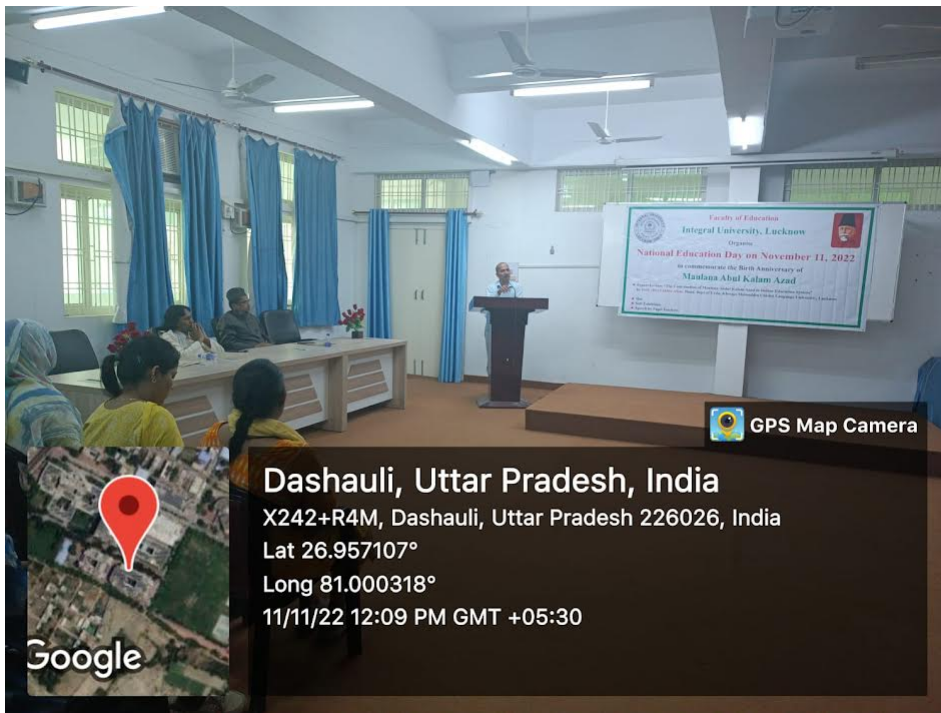 Faculty of Education
Integral University, Lucknow
Organise
National Education Day on November 11, 2022
to commemorate the Birth Anniversary of
Maulana Abul Kalam Azad
GPS Map Camera
Dashauli, Uttar Pradesh, India
X242+R4M, Dashauli, Uttar Pradesh 226026, India
Lat 26.957107°
Long 81.000318°
11/11/22 12:09 PM GMT +05:30
Google